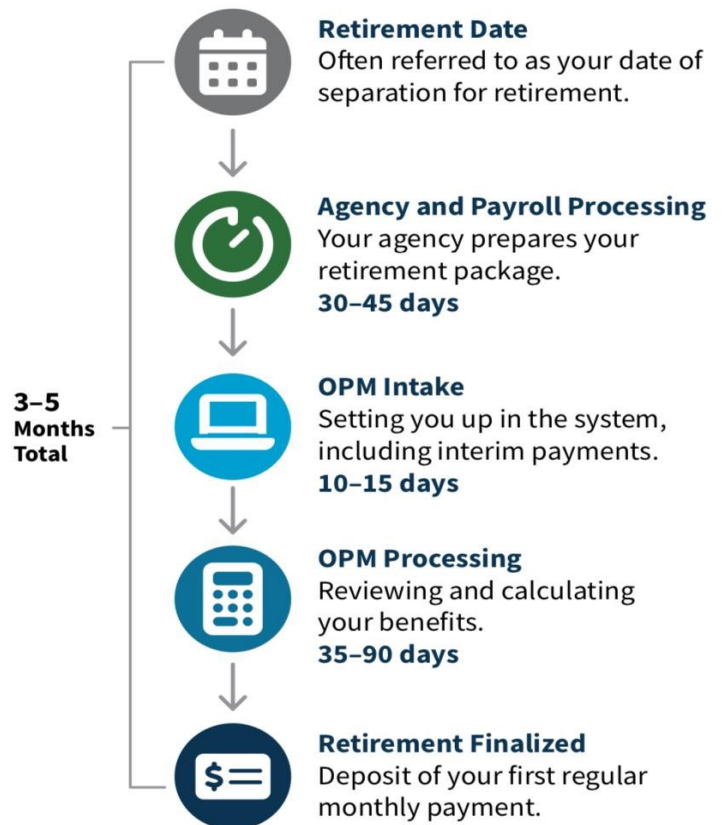 Retirement Date
Often referred to as your date of
separation for retirement.
Agency and Payroll Processing
Your agency prepares your
retirement package.
30–45 days
3–5
Months
Total
OPM Intake
Setting you up in the system,
including interim payments.
10–15 days
OPM Processing
Reviewing and calculating
your benefits.
35–90 days
$
Retirement Finalized
Deposit of your first regular
monthly payment.